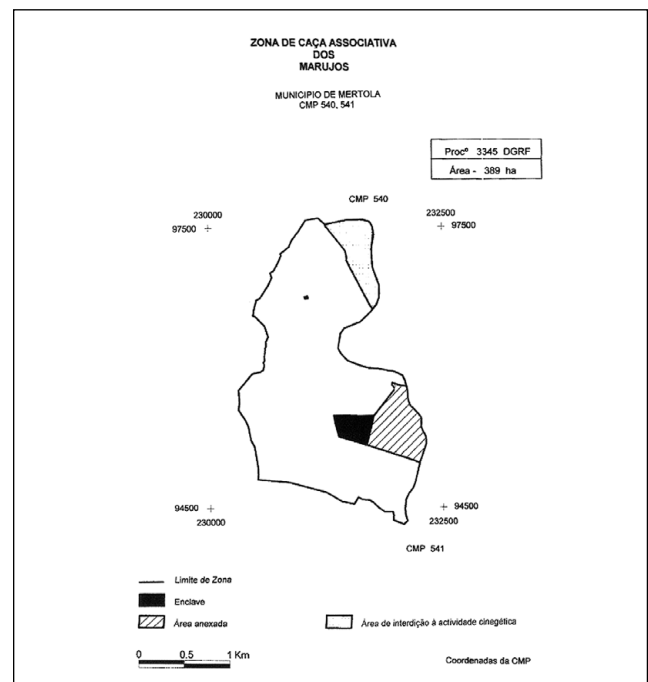 ZONA DE CAÇA ASSOCIATIVA
DOS
MARUJOS
MUNICIPIO DE MERTOLA
CMP 540, 541
Procº 3345 DGRF
Área - 389 ha
CMP 540
230000
97500
232500
97500
94500
230000
94500
232500
CMP 541
Limite de Zona
Enclave
Área anexada
Área de interdição à actividade cinegética
0 0.5 1 Km
Coordenadas da CMP